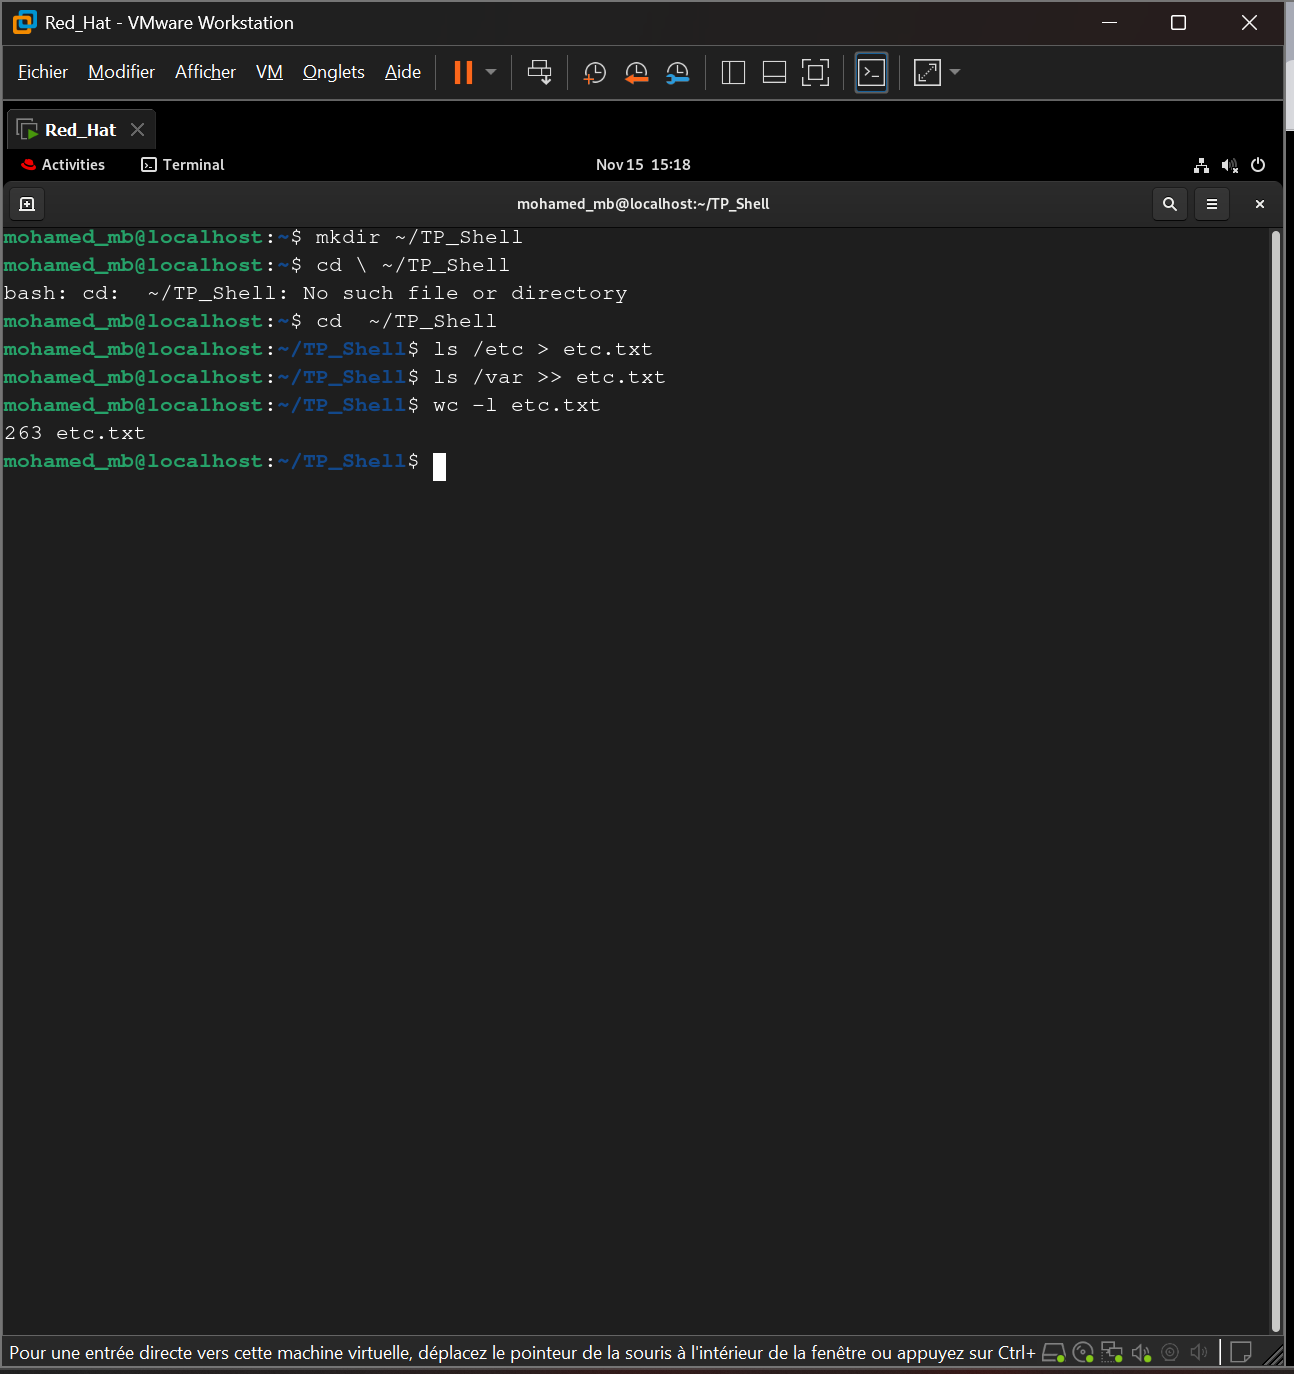 Red_Hat - VMware Workstation
Fichier Modifier Afficher VM Onglets Aide
Red_Hat
Activities Terminal Nov 15 15:18
mohamed_mb@localhost:~/TP_Shell
mohamed_mb@localhost:~$ mkdir ~/TP_Shell
mohamed_mb@localhost:~$ cd \ ~/TP_Shell
bash: cd:  ~/TP_Shell: No such file or directory
mohamed_mb@localhost:~$ cd  ~/TP_Shell
mohamed_mb@localhost:~/TP_Shell$ ls /etc > etc.txt
mohamed_mb@localhost:~/TP_Shell$ ls /var >> etc.txt
mohamed_mb@localhost:~/TP_Shell$ wc -l etc.txt
263 etc.txt
mohamed_mb@localhost:~/TP_Shell$
Pour une entrée directe vers cette machine virtuelle, déplacez le pointeur de la souris à l'intérieur de la fenêtre ou appuyez sur Ctrl+